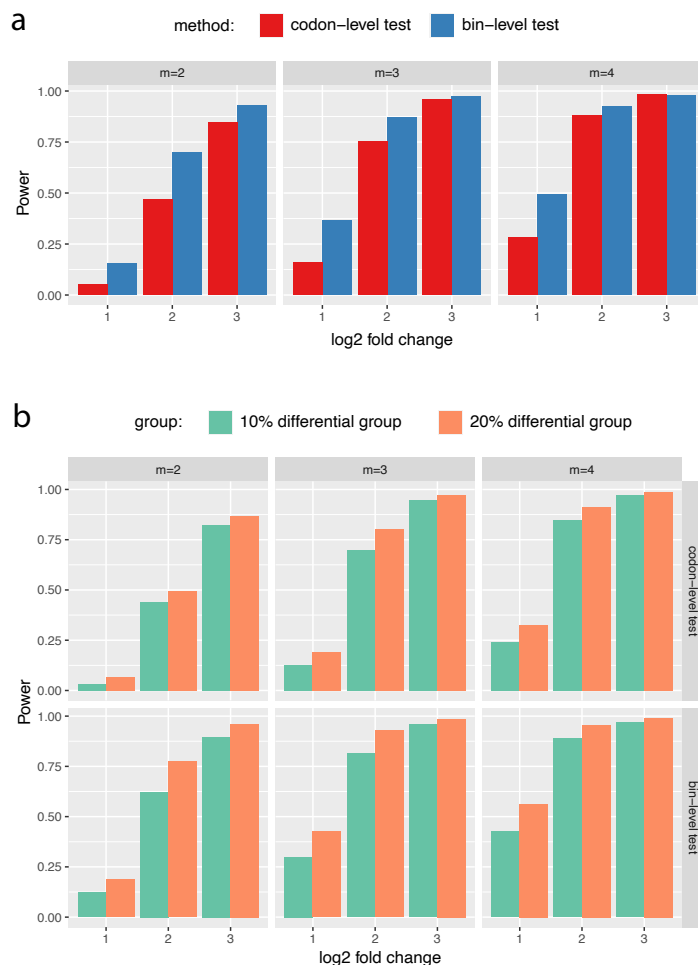 a
method: codon−level test bin−level test
m=2 m=3 m=4
1.00
0.75
0.50
0.25
0.00
Power
1 2 3 1 2 3 1 2 3
log2 fold change
b
group: 10% differential group 20% differential group
m=2 m=3 m=4
1.00
0.75
0.50
0.25
0.00
codon−level test
Power
1.00
0.75
0.50
0.25
0.00
bin−level test
1 2 3 1 2 3 1 2 3
log2 fold change